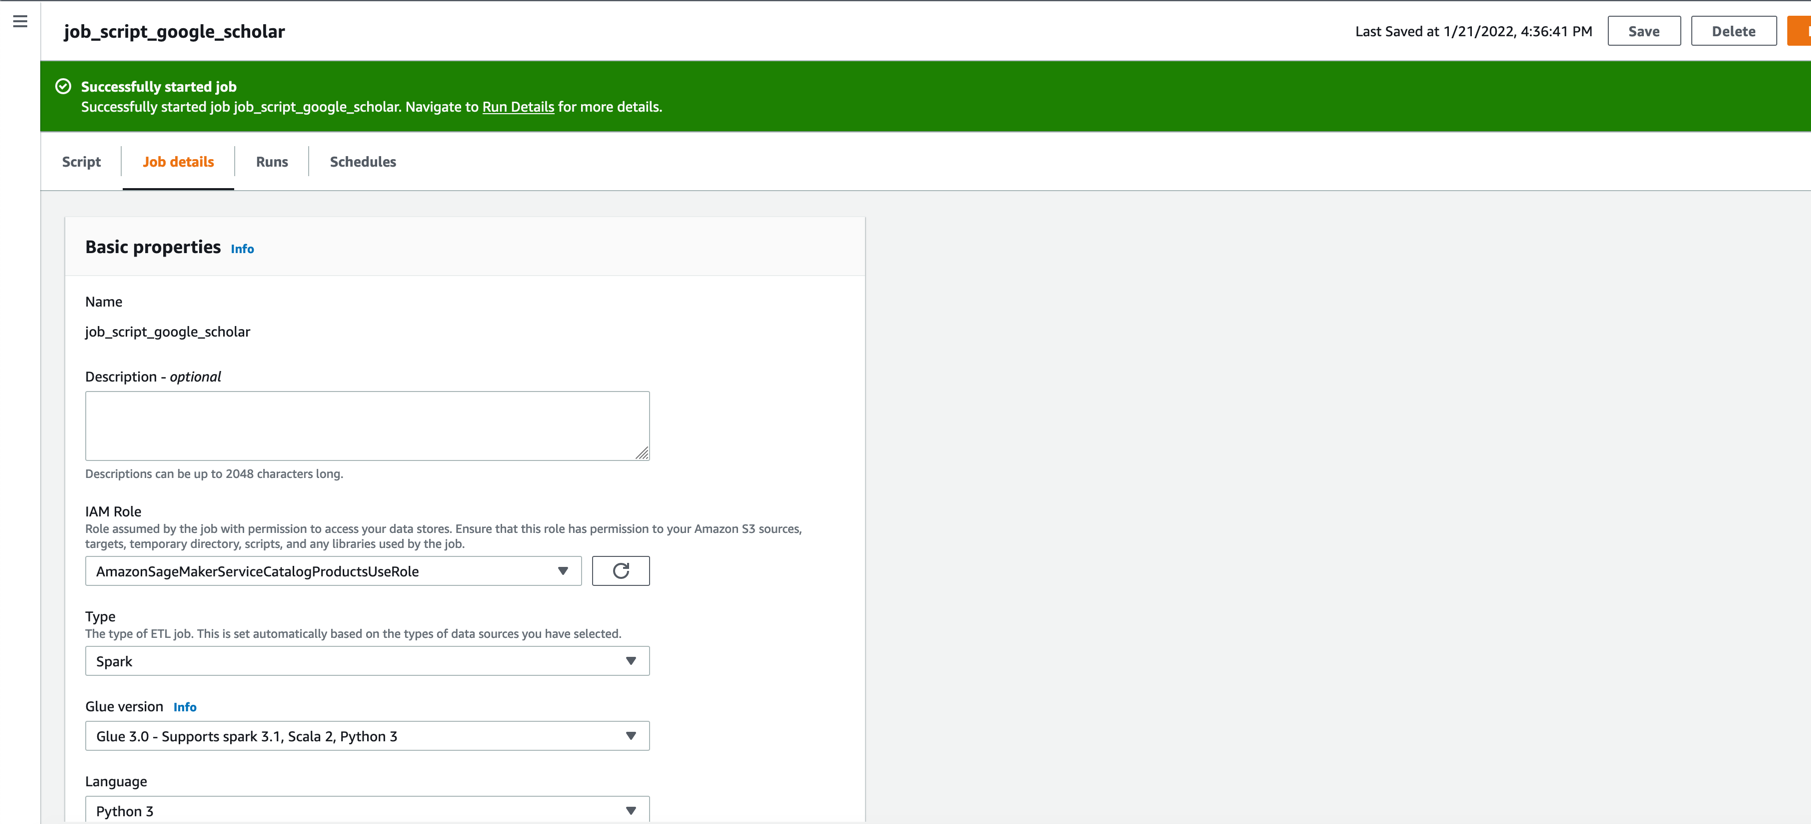 job_script_google_scholar
Last Saved at 1/21/2022, 4:36:41 PM
Save
Delete
Successfully started job
Successfully started job job_script_google_scholar. Navigate to Run Details for more details.
Script
Job details
Runs
Schedules
Basic properties Info
Name
job_script_google_scholar
Description - optional
Descriptions can be up to 2048 characters long.
IAM Role
Role assumed by the job with permission to access your data stores. Ensure that this role has permission to your Amazon S3 sources,
targets, temporary directory, scripts, and any libraries used by the job.
AmazonSageMakerServiceCatalogProductsUseRole
Type
The type of ETL job. This is set automatically based on the types of data sources you have selected.
Spark
Glue version Info
Glue 3.0 - Supports spark 3.1, Scala 2, Python 3
Language
Python 3